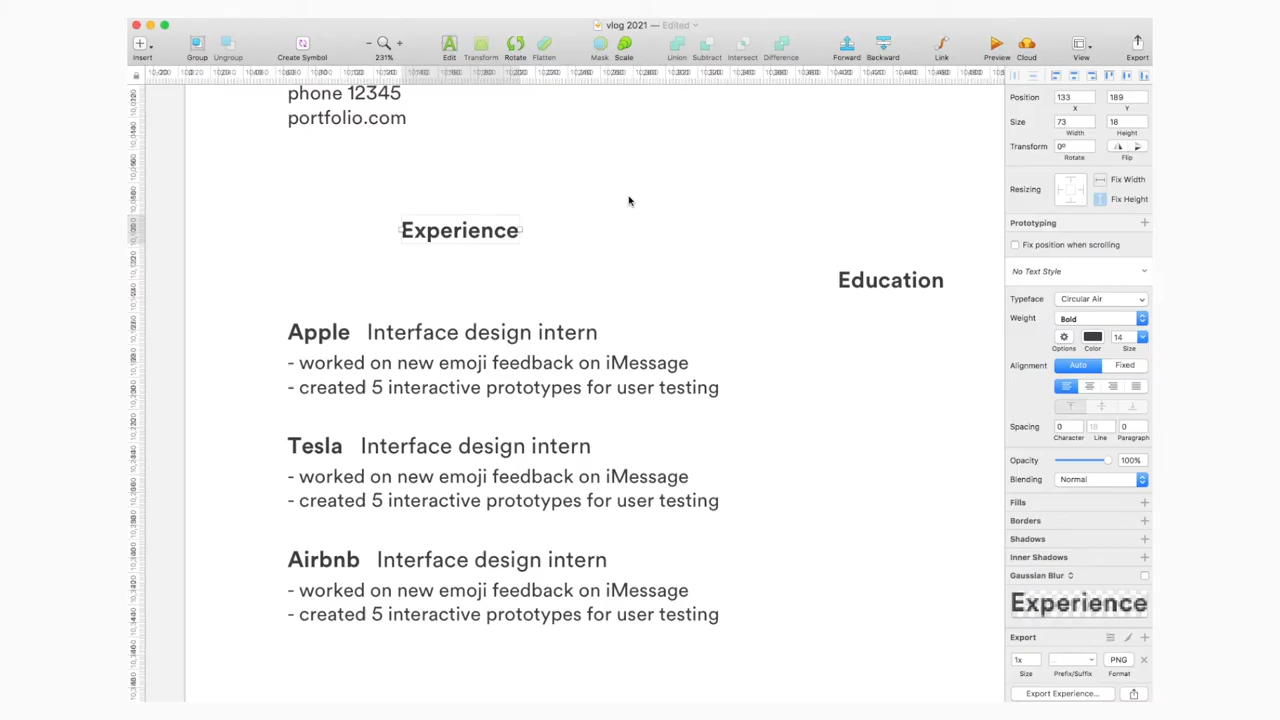 vlog 2021 — Edited
Insert
Group
Ungroup
Create Symbol
231%
Edit
Transform
Rotate
Flatten
Mask
Scale
Union
Subtract
Intersect
Difference
Forward
Backward
Link
Preview
Cloud
View
Export
phone 12345
portfolio.com
Experience
Education
Apple Interface design intern
- worked on new emoji feedback on iMessage
- created 5 interactive prototypes for user testing
Tesla Interface design intern
- worked on new emoji feedback on iMessage
- created 5 interactive prototypes for user testing
Airbnb Interface design intern
- worked on new emoji feedback on iMessage
- created 5 interactive prototypes for user testing
Position 133 189
X Y
Size 73 18
Width Height
Transform 0º
Rotate Flip
Resizing
Fix Width
Fix Height
Prototyping
Fix position when scrolling
No Text Style
Typeface Circular Air
Weight Bold
14
Options Color Size
Alignment Auto Fixed
Spacing 0 18 0
Character Line Paragraph
Opacity 100%
Blending Normal
Fills
Borders
Shadows
Inner Shadows
Gaussian Blur
Experience
Export
1x PNG
Size Prefix/Suffix Format
Export Experience...